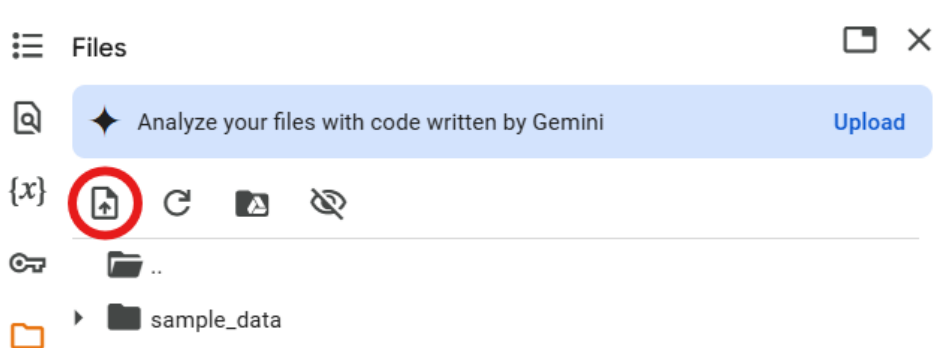 Files
Analyze your files with code written by Gemini Upload
{x}
..
sample_data